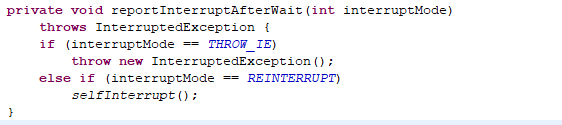 private void reportInterruptAfterWait(int interruptMode)
    throws InterruptedException {
    if (interruptMode == THROW_IE)
        throw new InterruptedException();
    else if (interruptMode == REINTERRUPT)
        selfInterrupt();
}